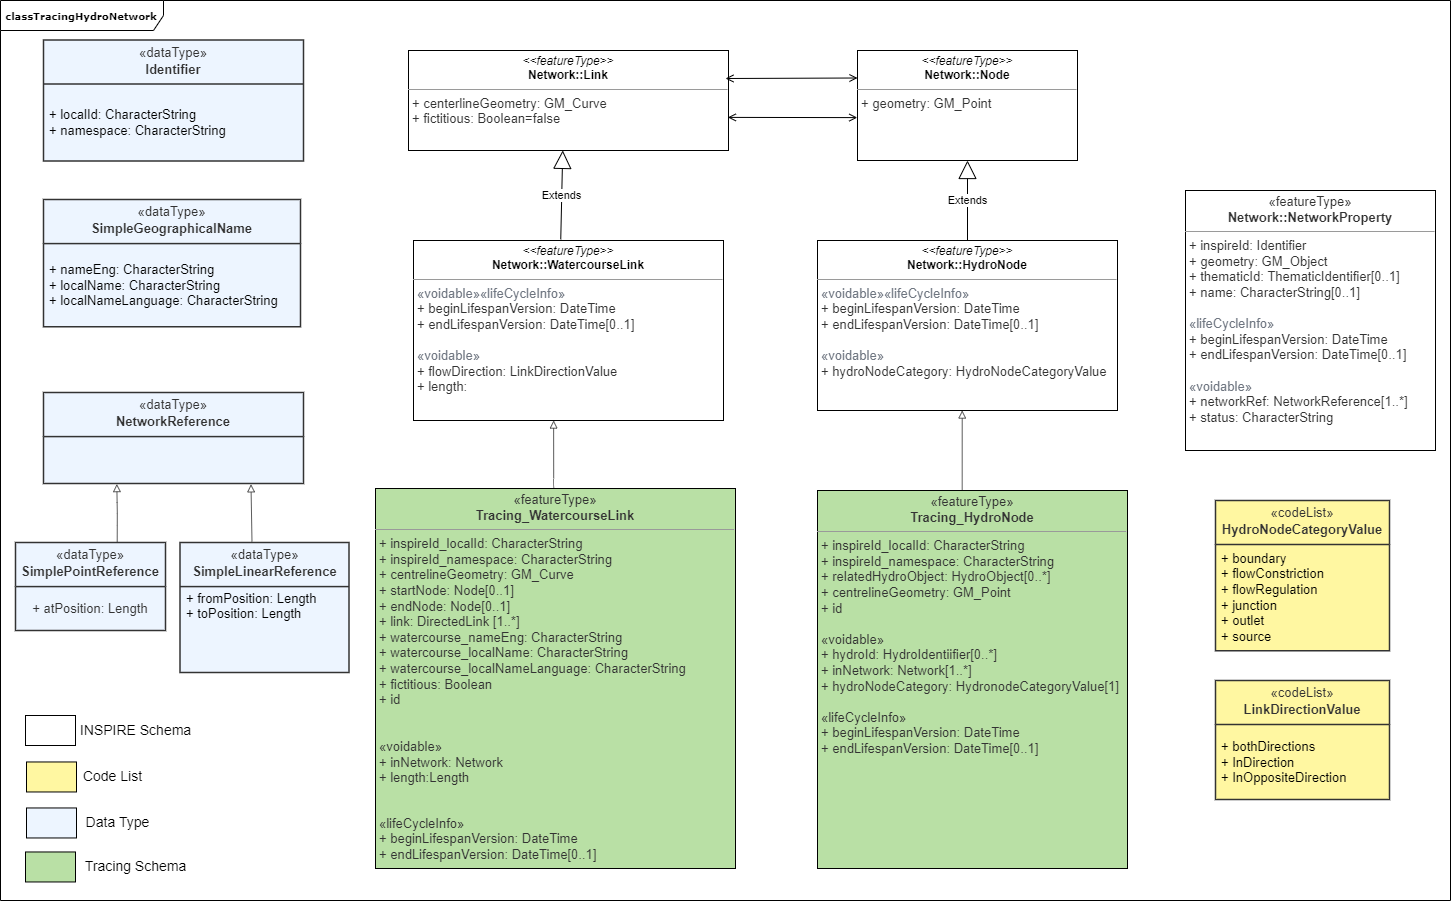 classTracingHydroNetwork
«dataType»
Identifier
+ localId: CharacterString
+ namespace: CharacterString
«dataType»
SimpleGeographicalName
+ nameEng: CharacterString
+ localName: CharacterString
+ localNameLanguage: CharacterString
«dataType»
NetworkReference
«dataType»
SimplePointReference
+ atPosition: Length
«dataType»
SimpleLinearReference
+ fromPosition: Length
+ toPosition: Length
INSPIRE Schema
Code List
Data Type
Tracing Schema
<<featureType>>
Network::Link
+ centerlineGeometry: GM_Curve
+ fictitious: Boolean=false
Extends
<<featureType>>
Network::WatercourseLink
«voidable»«lifeCycleInfo»
+ beginLifespanVersion: DateTime
+ endLifespanVersion: DateTime[0..1]
«voidable»
+ flowDirection: LinkDirectionValue
+ length:
«featureType»
Tracing_WatercourseLink
+ inspireId_localId: CharacterString
+ inspireId_namespace: CharacterString
+ centrelineGeometry: GM_Curve
+ startNode: Node[0..1]
+ endNode: Node[0..1]
+ link: DirectedLink [1..*]
+ watercourse_nameEng: CharacterString
+ watercourse_localName: CharacterString
+ watercourse_localNameLanguage: CharacterString
+ fictitious: Boolean
+ id
«voidable»
+ inNetwork: Network
+ length:Length
«lifeCycleInfo»
+ beginLifespanVersion: DateTime
+ endLifespanVersion: DateTime[0..1]
<<featureType>>
Network::Node
+ geometry: GM_Point
Extends
<<featureType>>
Network::HydroNode
«voidable»«lifeCycleInfo»
+ beginLifespanVersion: DateTime
+ endLifespanVersion: DateTime[0..1]
«voidable»
+ hydroNodeCategory: HydroNodeCategoryValue
«featureType»
Tracing_HydroNode
+ inspireId_localId: CharacterString
+ inspireId_namespace: CharacterString
+ relatedHydroObject: HydroObject[0..*]
+ centrelineGeometry: GM_Point
+ id
«voidable»
+ hydroId: HydroIdentiifier[0..*]
+ inNetwork: Network[1..*]
+ hydroNodeCategory: HydronodeCategoryValue[1]
«lifeCycleInfo»
+ beginLifespanVersion: DateTime
+ endLifespanVersion: DateTime[0..1]
«featureType»
Network::NetworkProperty
+ inspireId: Identifier
+ geometry: GM_Object
+ thematicId: ThematicIdentifier[0..1]
+ name: CharacterString[0..1]
«lifeCycleInfo»
+ beginLifespanVersion: DateTime
+ endLifespanVersion: DateTime[0..1]
«voidable»
+ networkRef: NetworkReference[1..*]
+ status: CharacterString
«codeList»
HydroNodeCategoryValue
+ boundary
+ flowConstriction
+ flowRegulation
+ junction
+ outlet
+ source
«codeList»
LinkDirectionValue
+ bothDirections
+ InDirection
+ InOppositeDirection